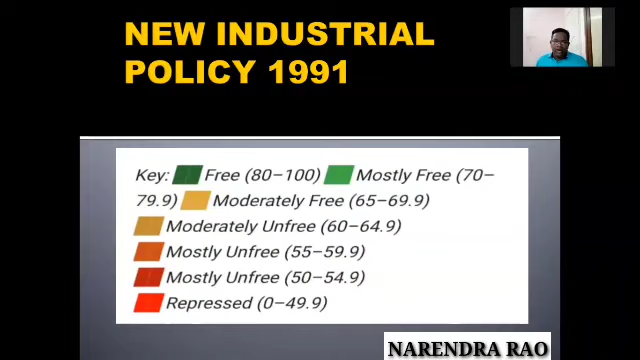 NEW INDUSTRIAL
POLICY 1991
Key: Free (80–100) Mostly Free (70–
79.9) Moderately Free (65–69.9)
Moderately Unfree (60–64.9)
Mostly Unfree (55–59.9)
Mostly Unfree (50–54.9)
Repressed (0–49.9)
NARENDRA RAO